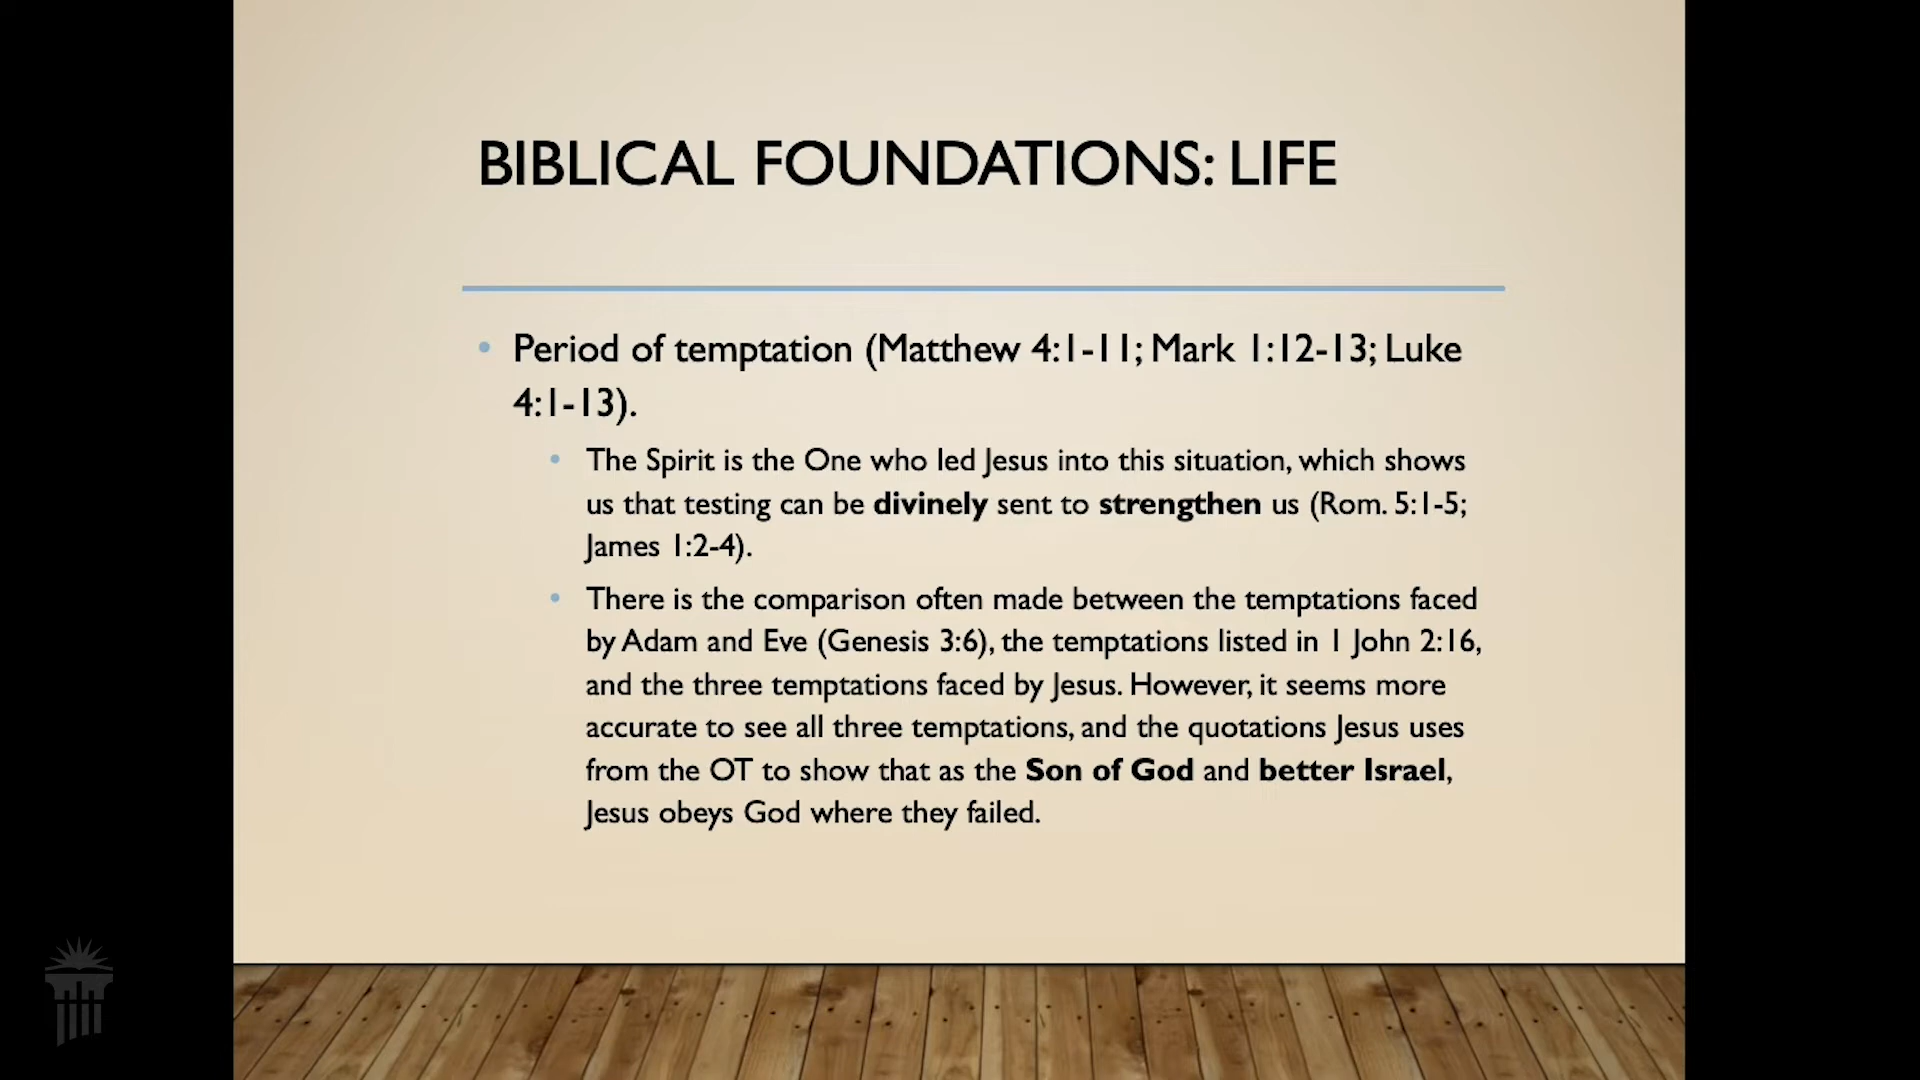 BIBLICAL FOUNDATIONS: LIFE
• Period of temptation (Matthew 4:1-11; Mark 1:12-13; Luke
4:1-13).
• The Spirit is the One who led Jesus into this situation, which shows
us that testing can be divinely sent to strengthen us (Rom. 5:1-5;
James 1:2-4).
• There is the comparison often made between the temptations faced
by Adam and Eve (Genesis 3:6), the temptations listed in 1 John 2:16,
and the three temptations faced by Jesus. However, it seems more
accurate to see all three temptations, and the quotations Jesus uses
from the OT to show that as the Son of God and better Israel,
Jesus obeys God where they failed.